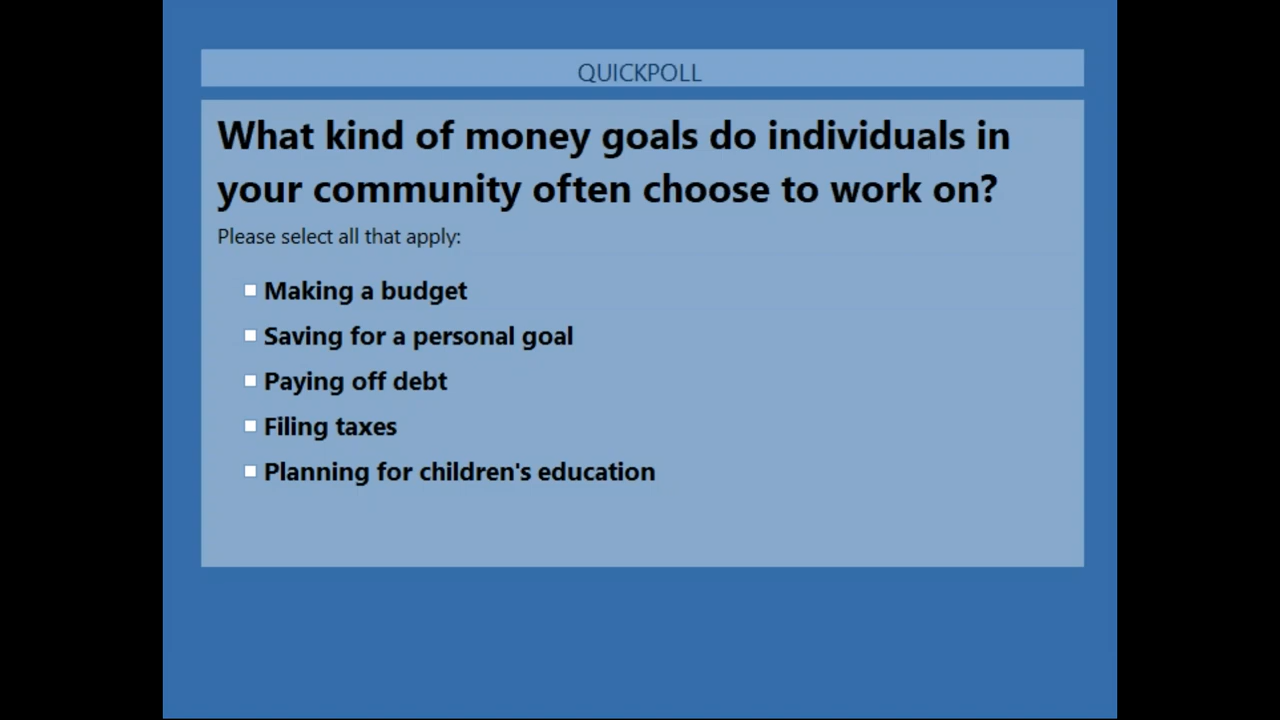 QUICKPOLL
What kind of money goals do individuals in
your community often choose to work on?
Please select all that apply:
Making a budget
Saving for a personal goal
Paying off debt
Filing taxes
Planning for children's education